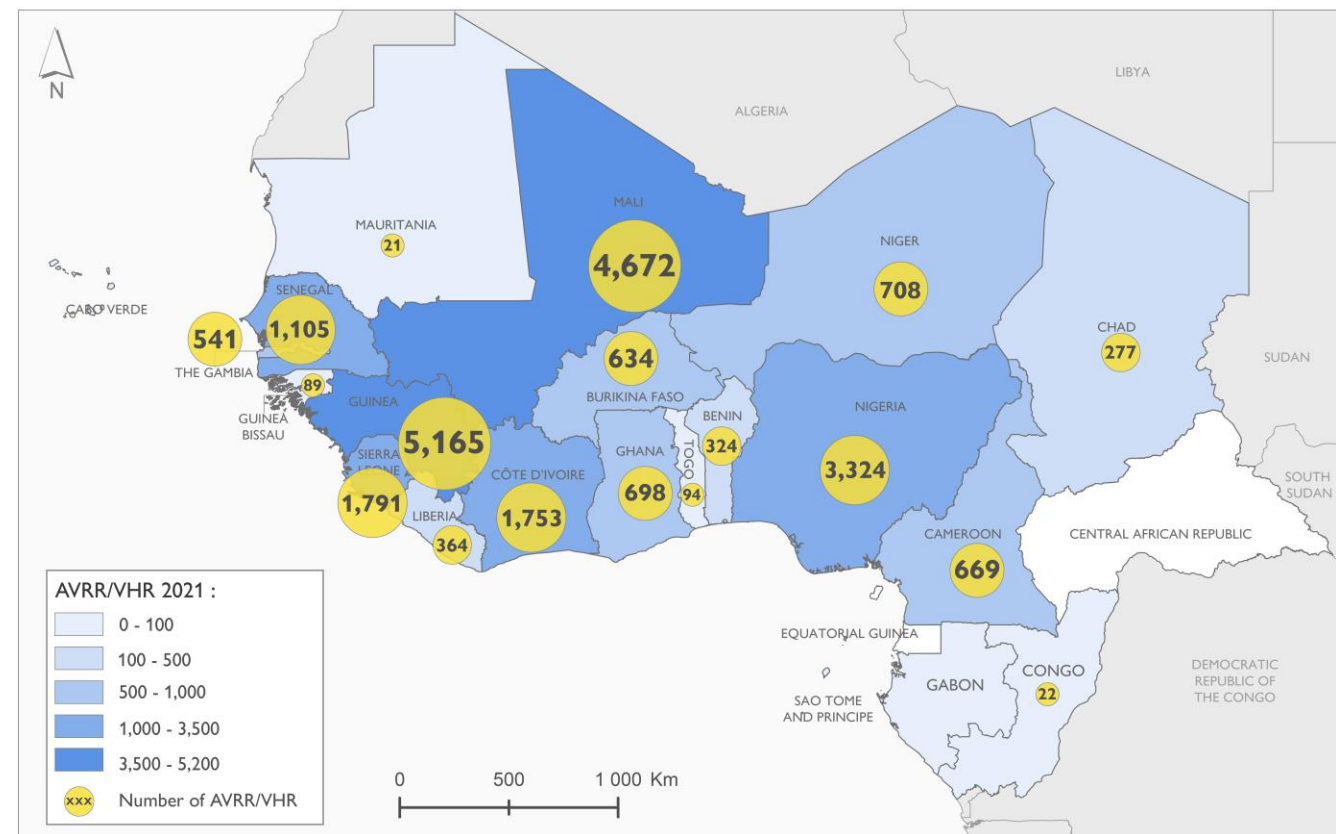 N
LIBYA
ALGERIA
MALI
MAURITANIA
21
NIGER
4,672
708
SENEGAL
CABO VERDE
1,105
541
CHAD
277
634
SUDAN
THE GAMBIA
89
BURIKINA FASO
GUINEA
NIGERIA
GUINEA
BISSAU
BENIN
324
5,165
TOGO
GHANA
SIERRA
LEONE
3,324
CÔTE D'IVOIRE
698
94
SOUTH
SUDAN
1,791
1,753
LIBERIA
364
CAMEROON
CENTRAL AFRICAN REPUBLIC
669
AVRR/VHR 2021 :
0 - 100
100 - 500
500 - 1,000
1,000 - 3,500
3,500 - 5,200
xxx Number of AVRR/VHR
EQUATORIAL GUINEA
GABON
CONGO
22
DEMOCRATIC
REPUBLIC OF
THE CONGO
SAO TOME
AND PRINCIPE
0 500 1 000 Km